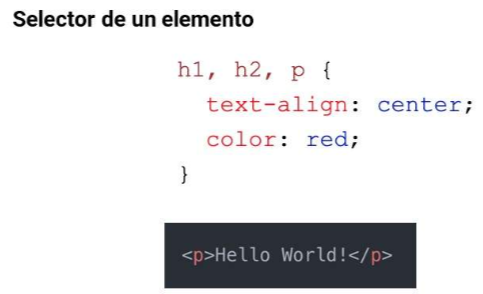 Selector de un elemento
h1, h2, p {
text-align: center;
color: red;
}
<p>Hello World!</p>